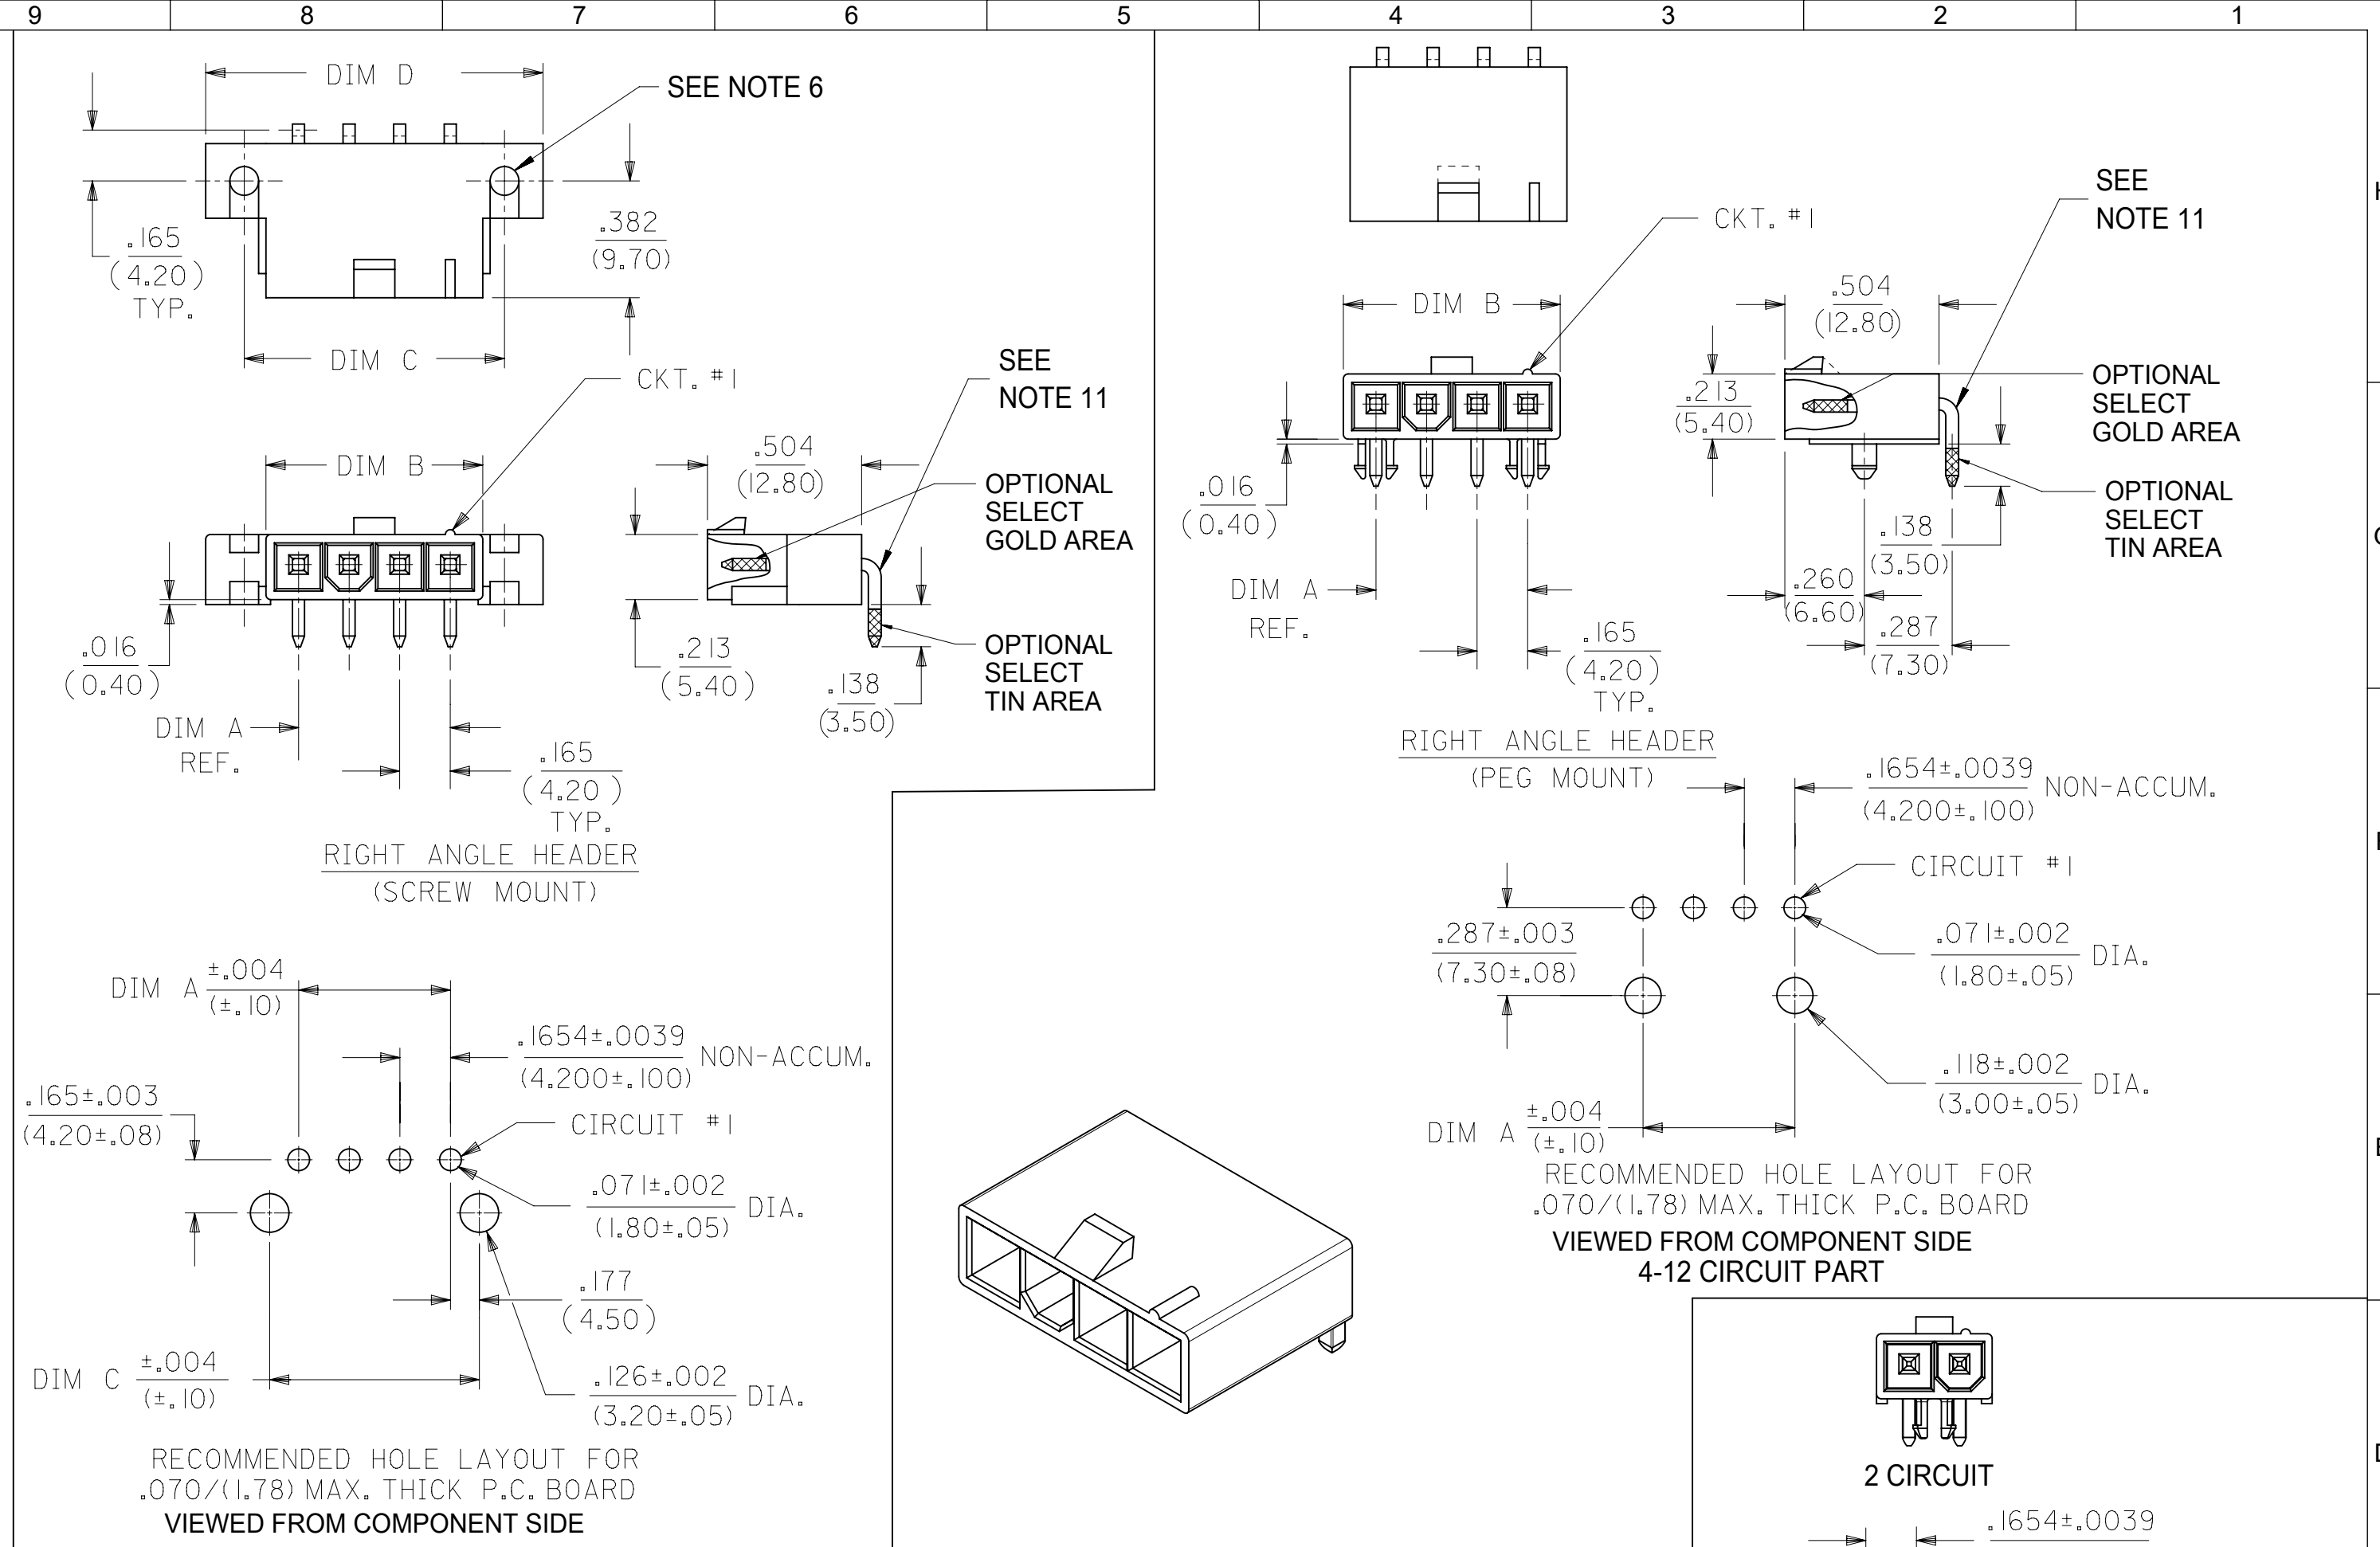 9 8 7 6 5 4 3 2 1
DIM D
SEE NOTE 6
.165
(4.20)
TYP.
.382
(9.70)
DIM C
CKT. #1
SEE
NOTE 11
DIM B
.504
(12.80)
OPTIONAL
SELECT
GOLD AREA
.016
(0.40)
.213
(5.40)
.138
(3.50)
OPTIONAL
SELECT
TIN AREA
DIM A
REF.
.165
(4.20)
TYP.
RIGHT ANGLE HEADER
(SCREW MOUNT)
DIM A ±.004
(±.10)
.1654±.0039
(4.200±.100)
NON-ACCUM.
.165±.003
(4.20±.08)
CIRCUIT #1
.071±.002
(1.80±.05)
DIA.
.177
(4.50)
DIM C ±.004
(±.10)
.126±.002
(3.20±.05)
DIA.
RECOMMENDED HOLE LAYOUT FOR
.070/(1.78) MAX. THICK P.C. BOARD
VIEWED FROM COMPONENT SIDE
CKT. #1
SEE
NOTE 11
DIM B
.504
(12.80)
.213
(5.40)
OPTIONAL
SELECT
GOLD AREA
.016
(0.40)
OPTIONAL
SELECT
TIN AREA
.138
(3.50)
.260
(6.60)
.287
(7.30)
DIM A
REF.
.165
(4.20)
TYP.
RIGHT ANGLE HEADER
(PEG MOUNT)
.1654±.0039
(4.200±.100)
NON-ACCUM.
CIRCUIT #1
.287±.003
(7.30±.08)
.071±.002
(1.80±.05)
DIA.
.118±.002
(3.00±.05)
DIA.
DIM A ±.004
(±.10)
RECOMMENDED HOLE LAYOUT FOR
.070/(1.78) MAX. THICK P.C. BOARD
VIEWED FROM COMPONENT SIDE
4-12 CIRCUIT PART
2 CIRCUIT
.1654±.0039